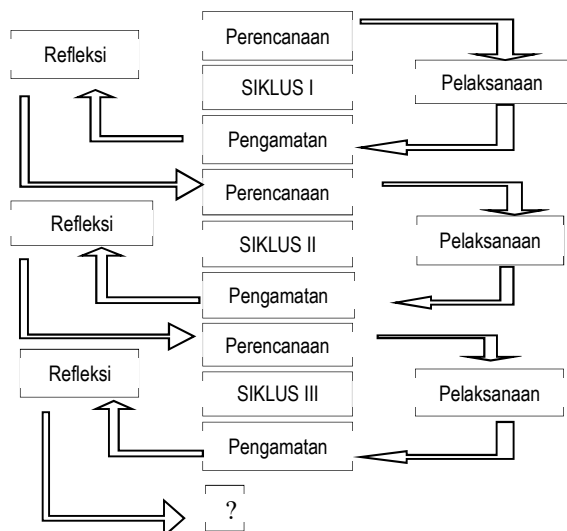 Perencanaan
Refleksi
SIKLUS I
Pelaksanaan
Pengamatan
Perencanaan
Refleksi
SIKLUS II
Pelaksanaan
Pengamatan
Perencanaan
Refleksi
SIKLUS III
Pelaksanaan
Pengamatan
?